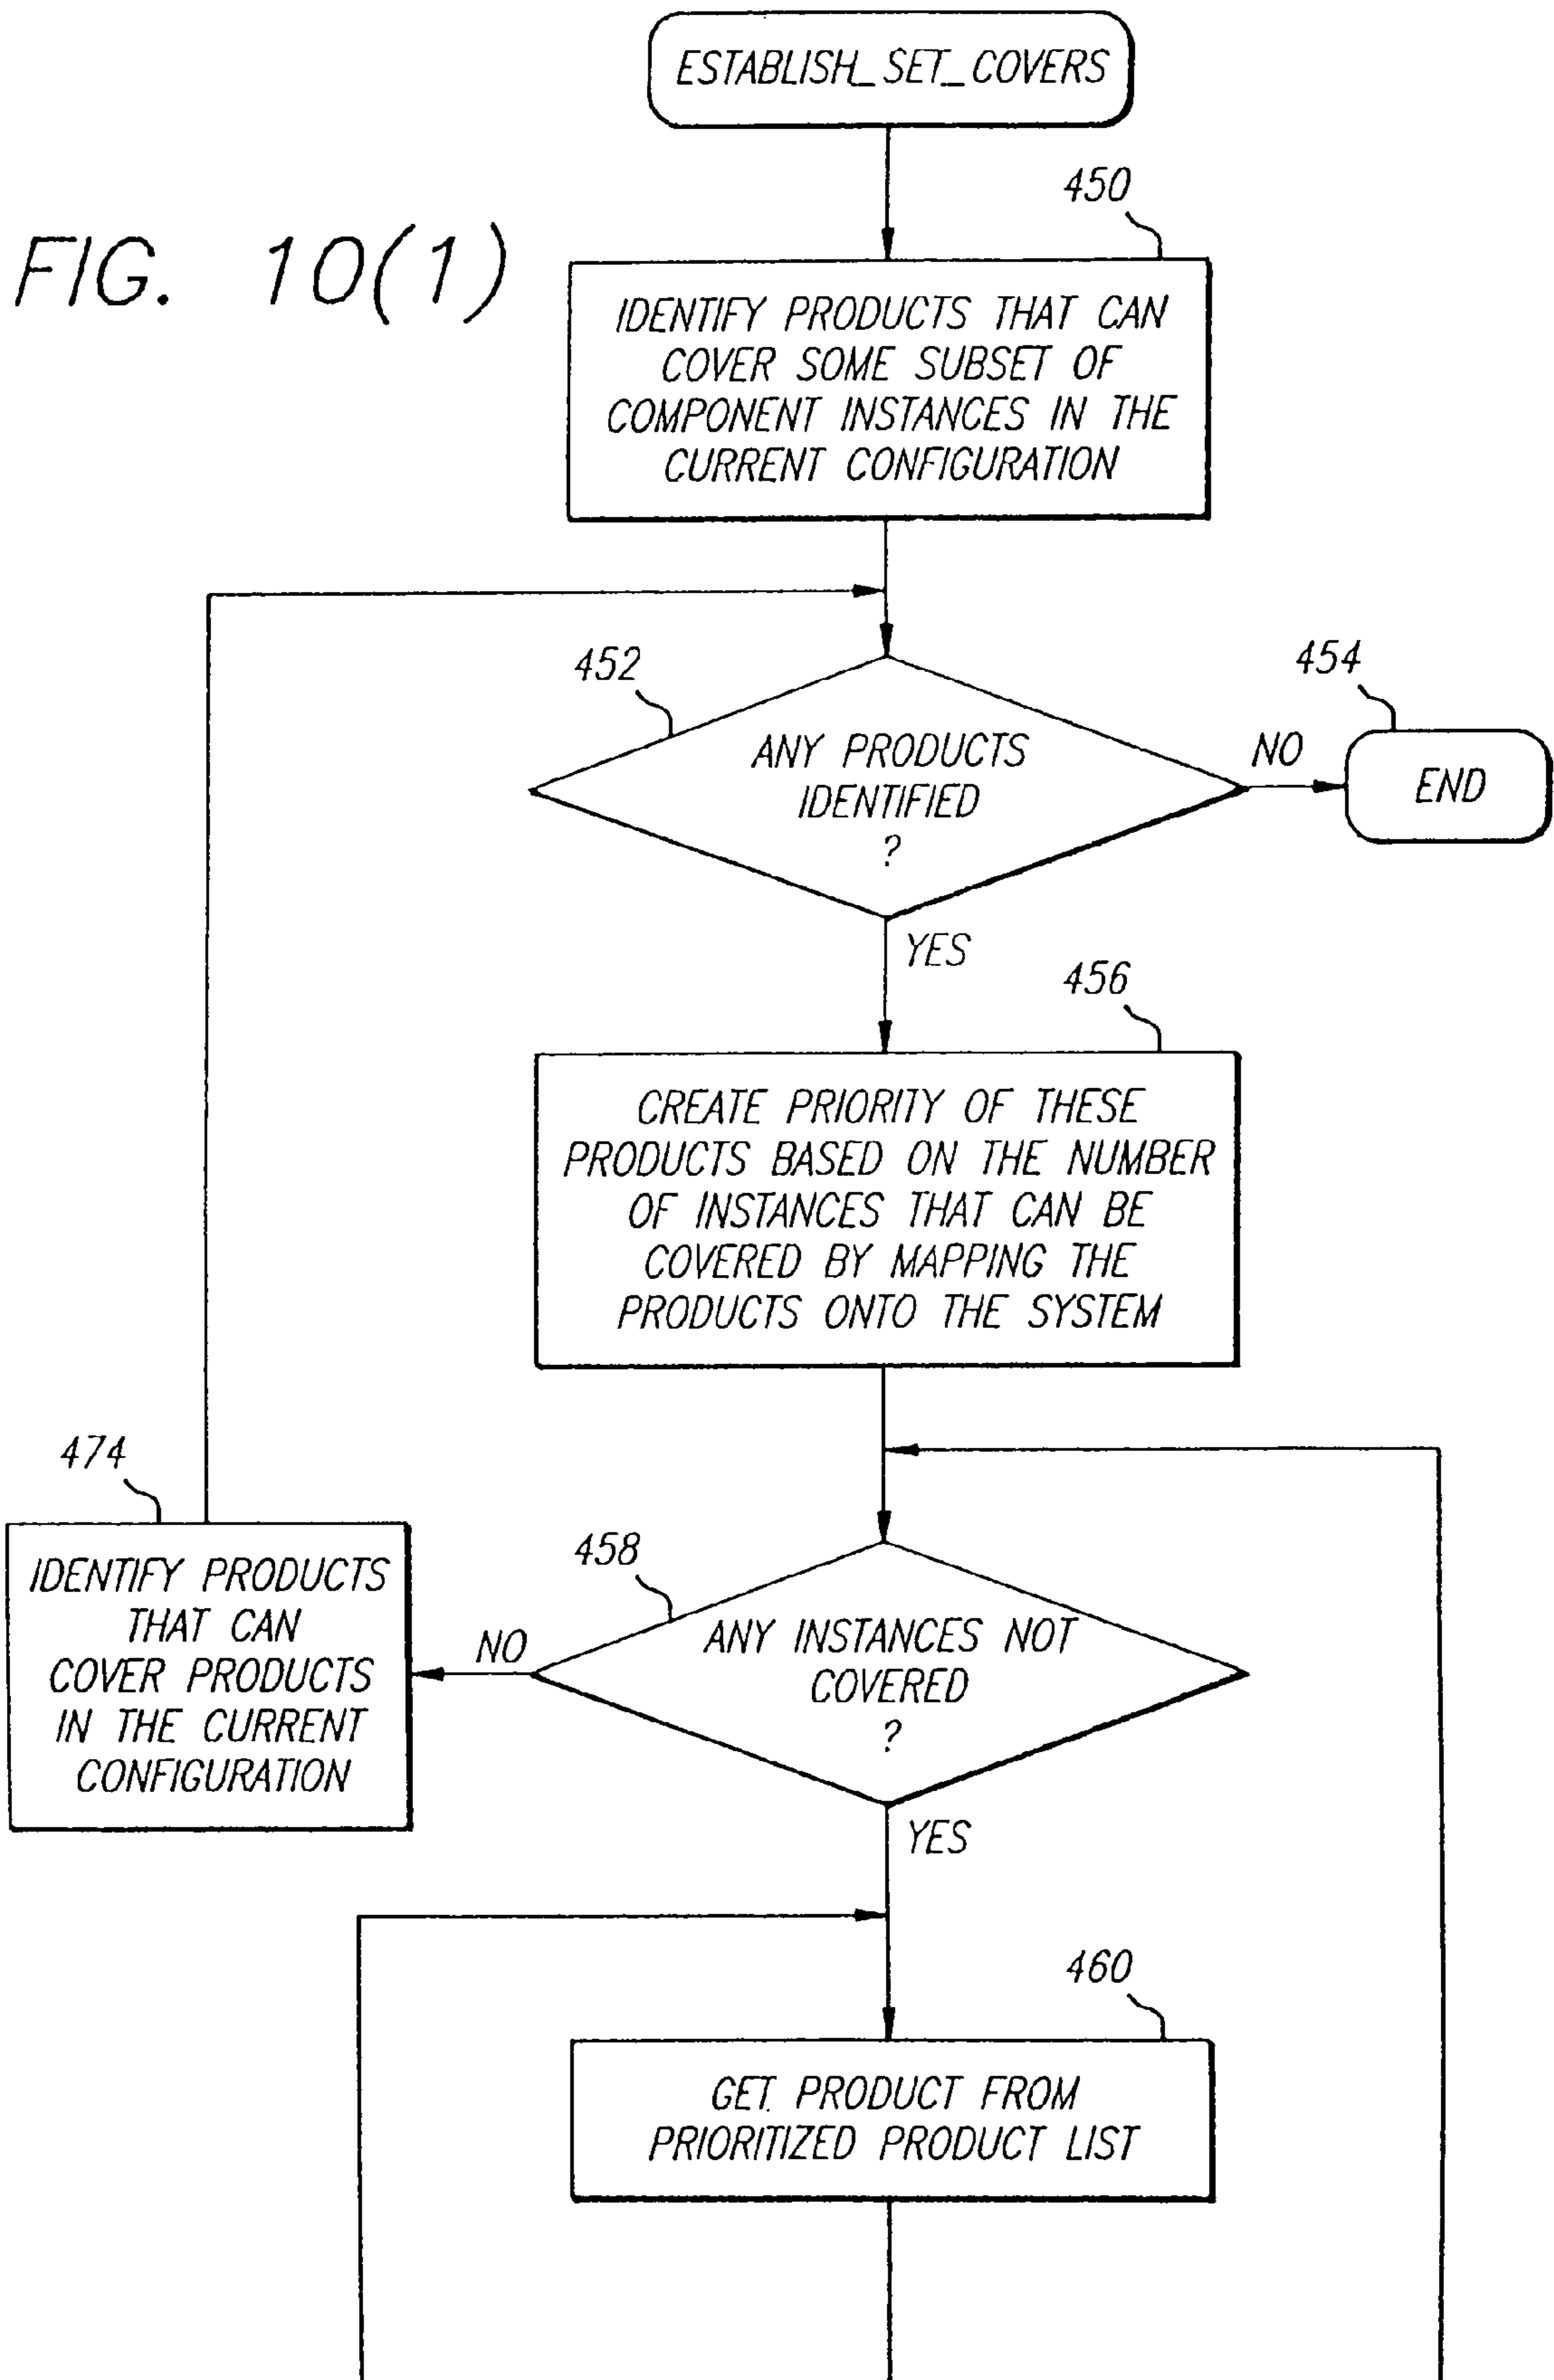 ESTABLISH_SET_COVERS
FIG. 10(1)
450
IDENTIFY PRODUCTS THAT CAN
COVER SOME SUBSET OF
COMPONENT INSTANCES IN THE
CURRENT CONFIGURATION
452
ANY PRODUCTS
IDENTIFIED
?
NO
454
END
YES
456
CREATE PRIORITY OF THESE
PRODUCTS BASED ON THE NUMBER
OF INSTANCES THAT CAN BE
COVERED BY MAPPING THE
PRODUCTS ONTO THE SYSTEM
474
IDENTIFY PRODUCTS
THAT CAN
COVER PRODUCTS
IN THE CURRENT
CONFIGURATION
NO
458
ANY INSTANCES NOT
COVERED
?
YES
460
GET PRODUCT FROM
PRIORITIZED PRODUCT LIST